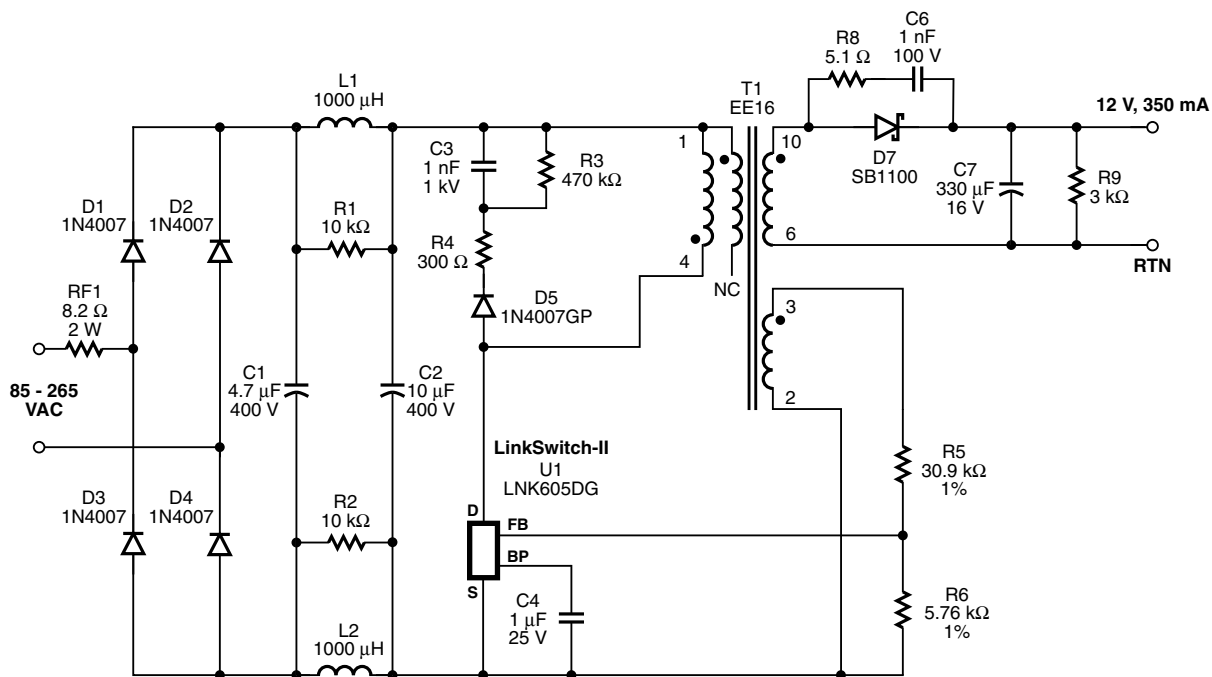 C6
1 nF
100 V
R8
5.1 Ω
L1
1000 μH
T1
EE16
12 V, 350 mA
1
10
C3
1 nF
1 kV
R3
470 kΩ
D7
SB1100
C7
330 μF
16 V
R9
3 kΩ
D1
1N4007
D2
1N4007
R1
10 kΩ
R4
300 Ω
4
6
RTN
NC
RF1
8.2 Ω
2 W
D5
1N4007GP
3
85 - 265
VAC
C1
4.7 μF
400 V
C2
10 μF
400 V
2
LinkSwitch-II
U1
LNK605DG
R5
30.9 kΩ
1%
D3
1N4007
D4
1N4007
R2
10 kΩ
D
FB
BP
S
C4
1 μF
25 V
R6
5.76 kΩ
1%
L2
1000 μH